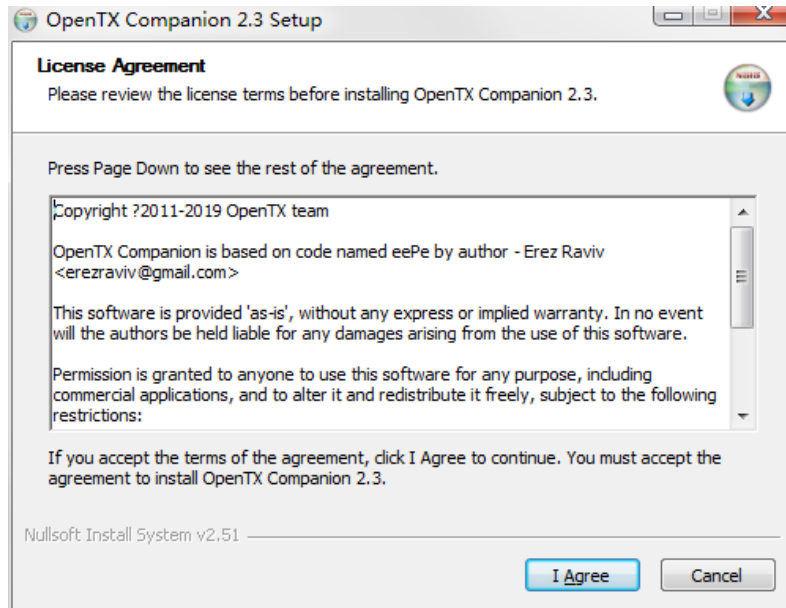 OpenTX Companion 2.3 Setup
License Agreement
Please review the license terms before installing OpenTX Companion 2.3.
Press Page Down to see the rest of the agreement.
Copyright ?2011-2019 OpenTX team
OpenTX Companion is based on code named eePe by author - Erez Raviv
<erezraviv@gmail.com>
This software is provided 'as-is', without any express or implied warranty. In no event
will the authors be held liable for any damages arising from the use of this software.
Permission is granted to anyone to use this software for any purpose, including
commercial applications, and to alter it and redistribute it freely, subject to the following
restrictions:
If you accept the terms of the agreement, click I Agree to continue. You must accept the
agreement to install OpenTX Companion 2.3.
Nullsoft Install System v2.51
I Agree
Cancel